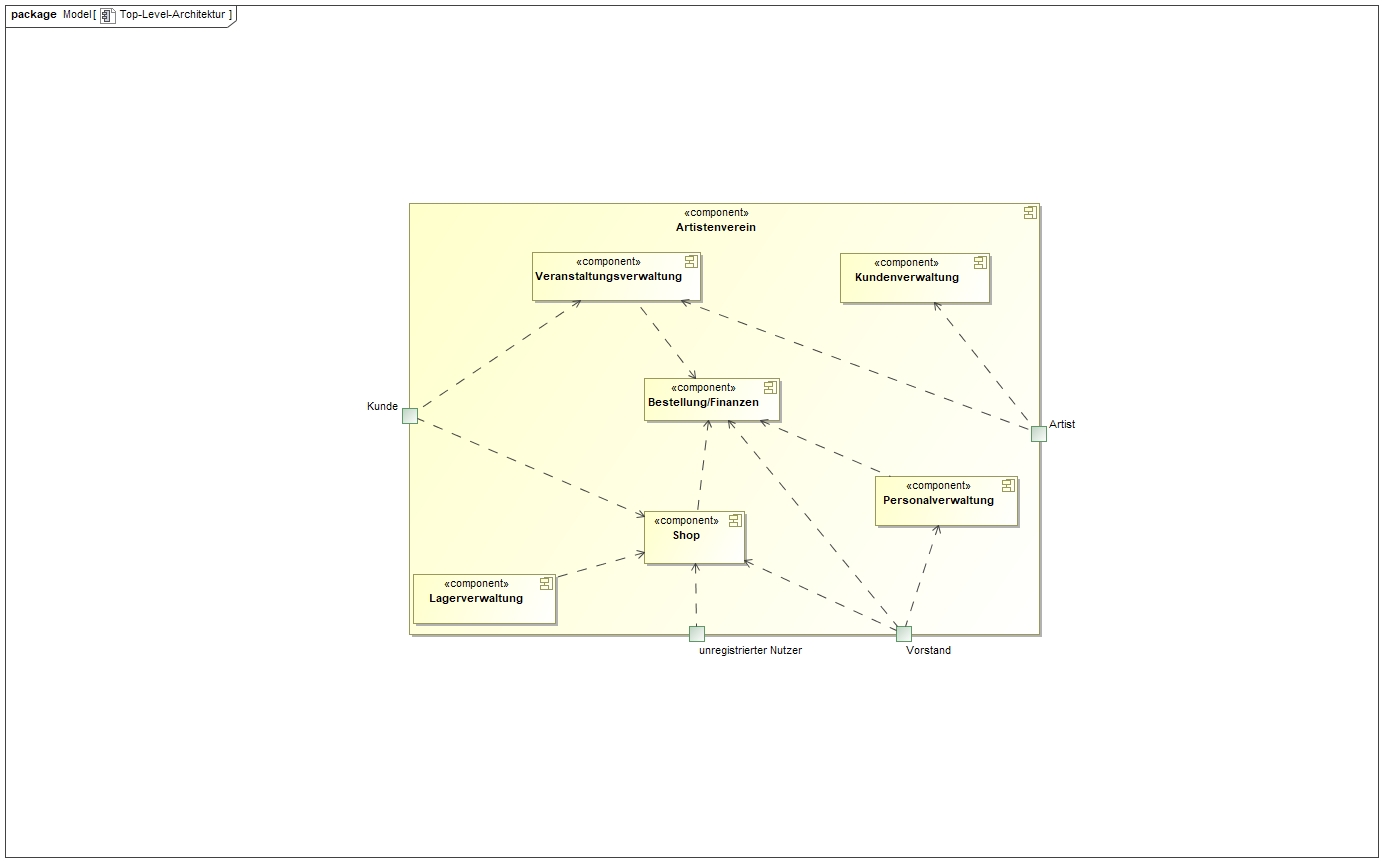 package Model[ Top-Level-Architektur ]
«component»
Artistenverein
«component»
Veranstaltungsverwaltung
«component»
Kundenverwaltung
«component»
Bestellung/Finanzen
Kunde
Artist
«component»
Personalverwaltung
«component»
Shop
«component»
Lagerverwaltung
unregistrierter Nutzer
Vorstand